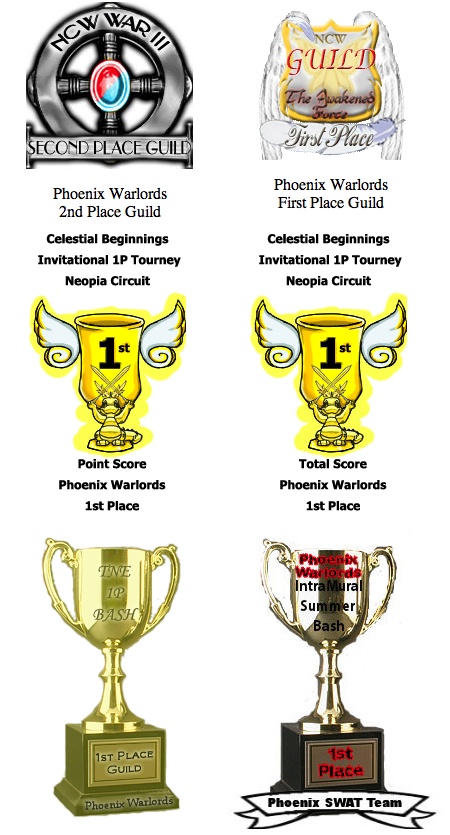 NCW WAR III
SECOND PLACE GUILD
Phoenix Warlords
2nd Place Guild
NCW
GUILD
The Awakened
Force
First Place
Phoenix Warlords
First Place Guild
Celestial Beginnings
Invitational 1P Tourney
Neopia Circuit
1st
Point Score
Phoenix Warlords
1st Place
Celestial Beginnings
Invitational 1P Tourney
Neopia Circuit
1st
Total Score
Phoenix Warlords
1st Place
TNE
1P
BASH
1st Place
Guild
Phoenix Warlords
Phoenix
Warlords
IntraMural
Summer
Bash
1st
Place
Phoenix SWAT Team